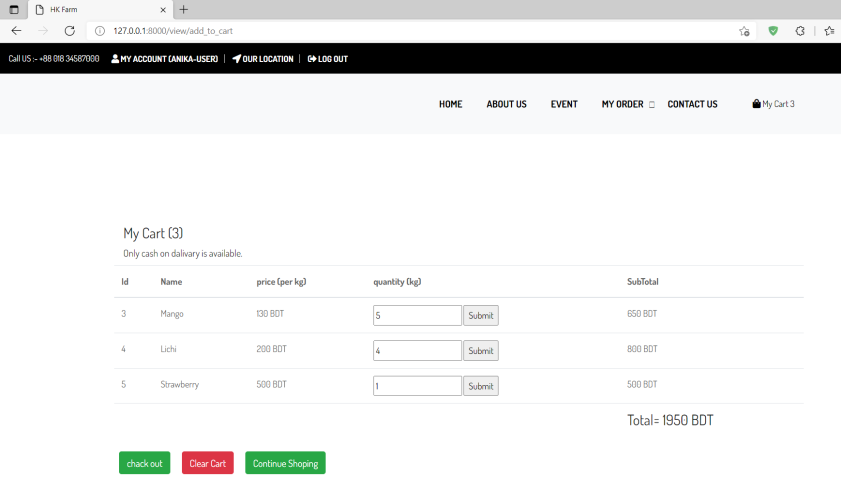 HK Farm
127.0.0.1:8000/view/add_to_cart
Call US :- +88 018 34587000 MY ACCOUNT (ANIKA-USER) | OUR LOCATION | LOG OUT
HOME ABOUT US EVENT MY ORDER CONTACT US My Cart 3
My Cart (3)
Only cash on dalivary is available.
Id Name price (per kg) quantity (kg) SubTotal
3 Mango 130 BDT 5 Submit 650 BDT
4 Lichi 200 BDT 4 Submit 800 BDT
5 Strawberry 500 BDT 1 Submit 500 BDT
Total= 1950 BDT
chack out Clear Cart Continue Shoping